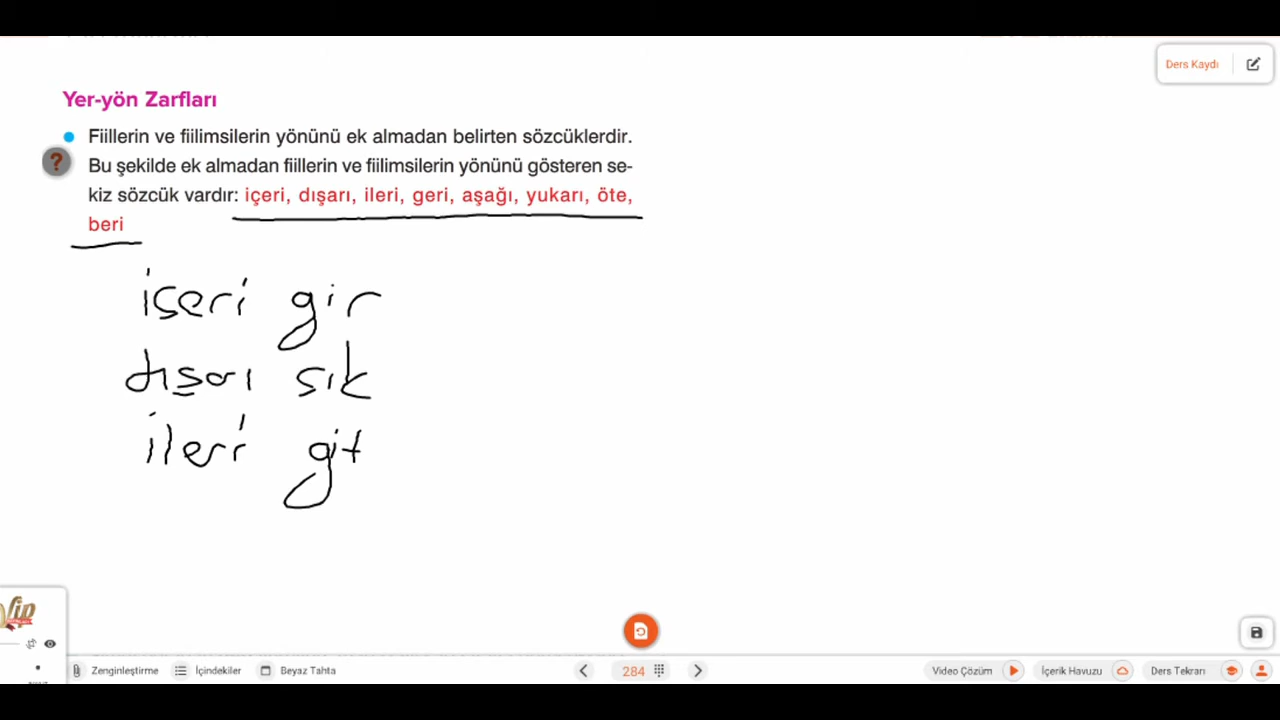 Ders Kaydı
Yer-yön Zarfları
Fiillerin ve fiilimsilerin yönünü ek almadan belirten sözcüklerdir.
? Bu şekilde ek almadan fiillerin ve fiilimsilerin yönünü gösteren se-
kiz sözcük vardır: içeri, dışarı, ileri, geri, aşağı, yukarı, öte,
beri
içeri gir
dışarı sık
ileri git
Zenginleştirme İçindekiler Beyaz Tahta 284 Video Çözüm İçerik Havuzu Ders Tekrarı